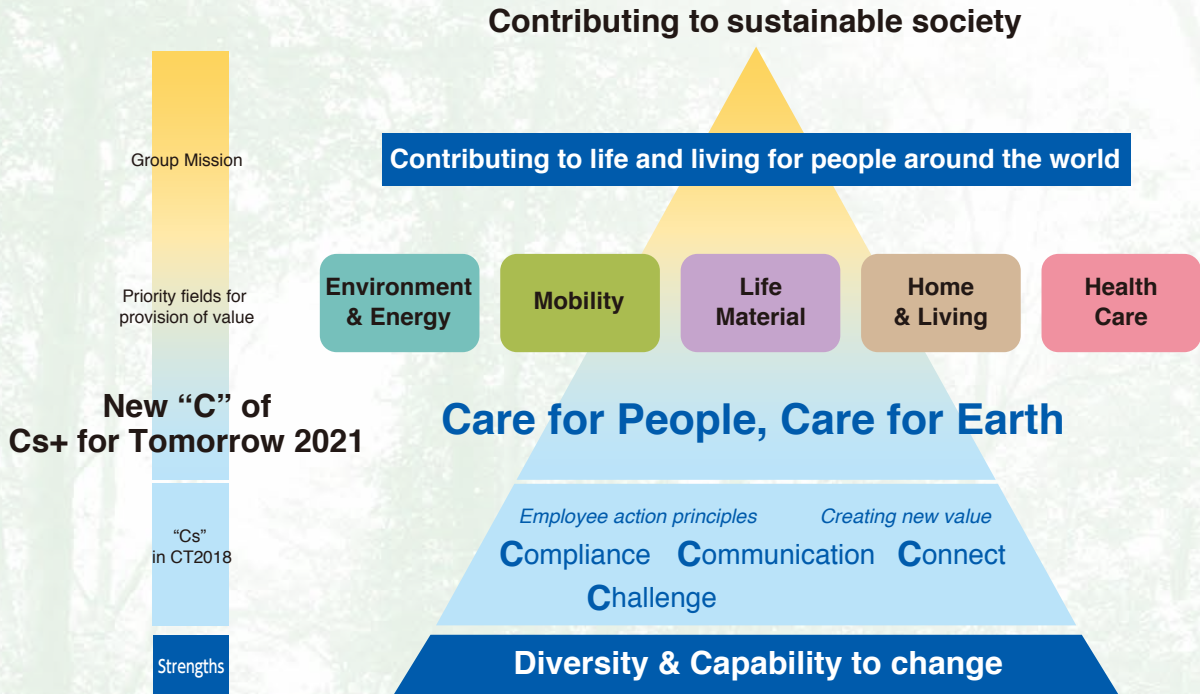 Contributing to sustainable society
Group Mission
Contributing to life and living for people around the world
Priority fields for
provision of value
Environment
& Energy
Mobility
Life
Material
Home
& Living
Health
Care
New “C” of
Cs+ for Tomorrow 2021
Care for People, Care for Earth
“Cs”
in CT2018
Employee action principles
Creating new value
Compliance Communication Connect
Challenge
Strengths
Diversity & Capability to change